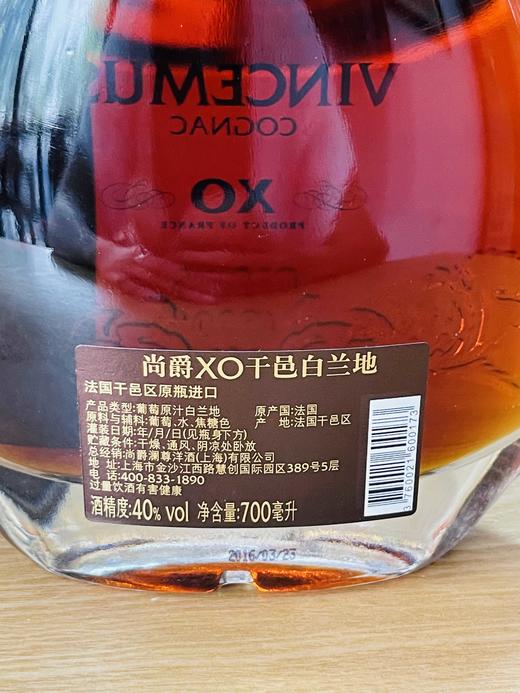 VINCEMUS
COGNAC
XO
PRODUCT OF FRANCE
尚爵XO干邑白兰地
法国干邑区原瓶进口
产品类型:葡萄原汁白兰地 原产国:法国
原料与辅料:葡萄、水、焦糖色 产 地:法国干邑区
灌装日期:年/月/日(见瓶身下方)
贮藏条件:干燥、通风、阴凉处卧放
总经销:尚爵澜尊洋酒(上海)有限公司
地 址:上海市金沙江西路慧创国际园区389号5层
电 话:400-833-1890
过量饮酒有害健康
酒精度:40% vol 净含量:700毫升
3 760021 600173
2016/03/23